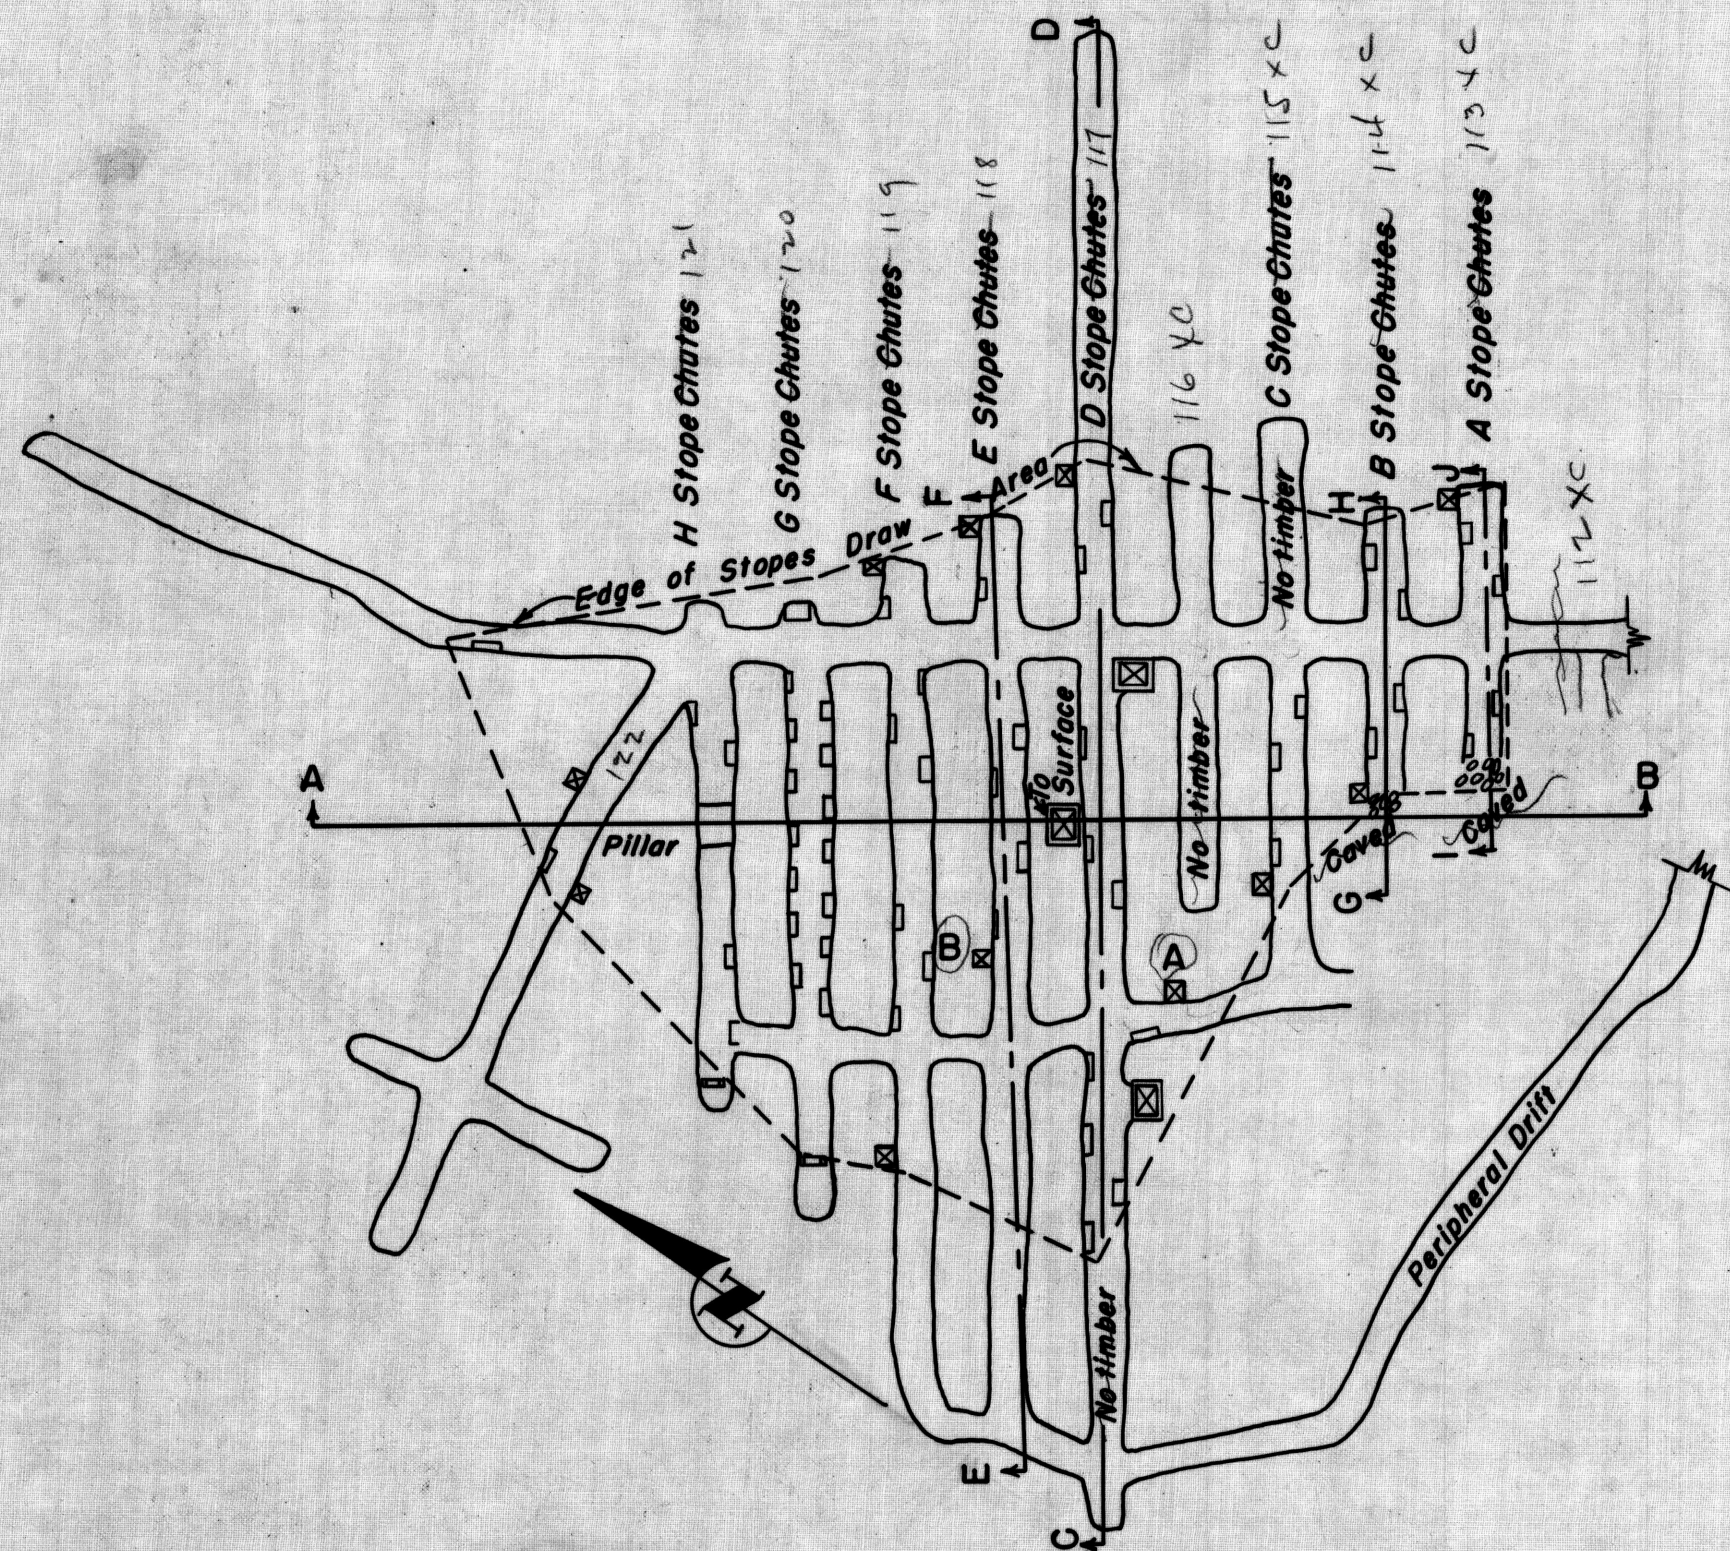 D
H Stope Chutes 121
G Stope Chutes 120
F Stope Chutes 119
E Stope Chutes 118
D Stope Chutes 117
116 XC
C Stope Chutes 115 XC
B Stope Chutes 114 XC
A Stope Chutes 113 XC
112 XC
Edge of Stopes Draw Area
F
H
J
No timber
122
A
B
Pillar
To Surface
No timber
Caved
Caved
I
G
B
A
N
Peripheral Drift
No timber
E
C